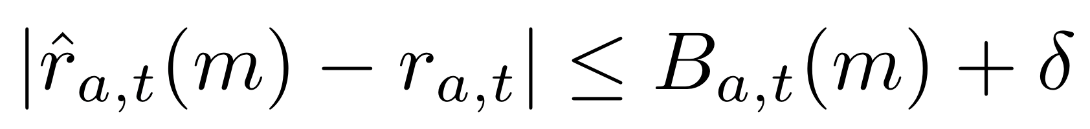 |r̂_{a,t}(m) − r_{a,t}| ≤ B_{a,t}(m) + δ